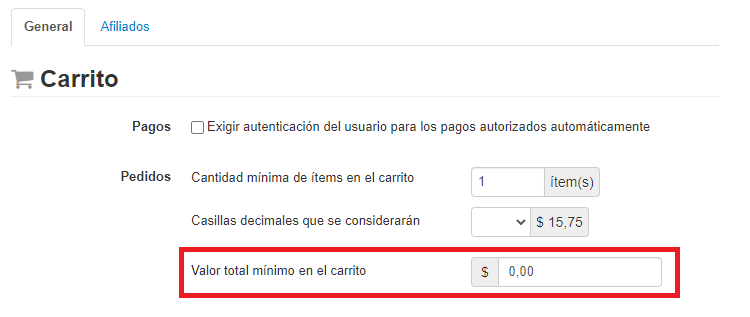 General Afiliados
Carrito
Pagos Exigir autenticación del usuario para los pagos autorizados automáticamente
Pedidos Cantidad mínima de ítems en el carrito 1 ítem(s)
Casillas decimales que se considerarán $ 15,75
Valor total mínimo en el carrito $ 0,00